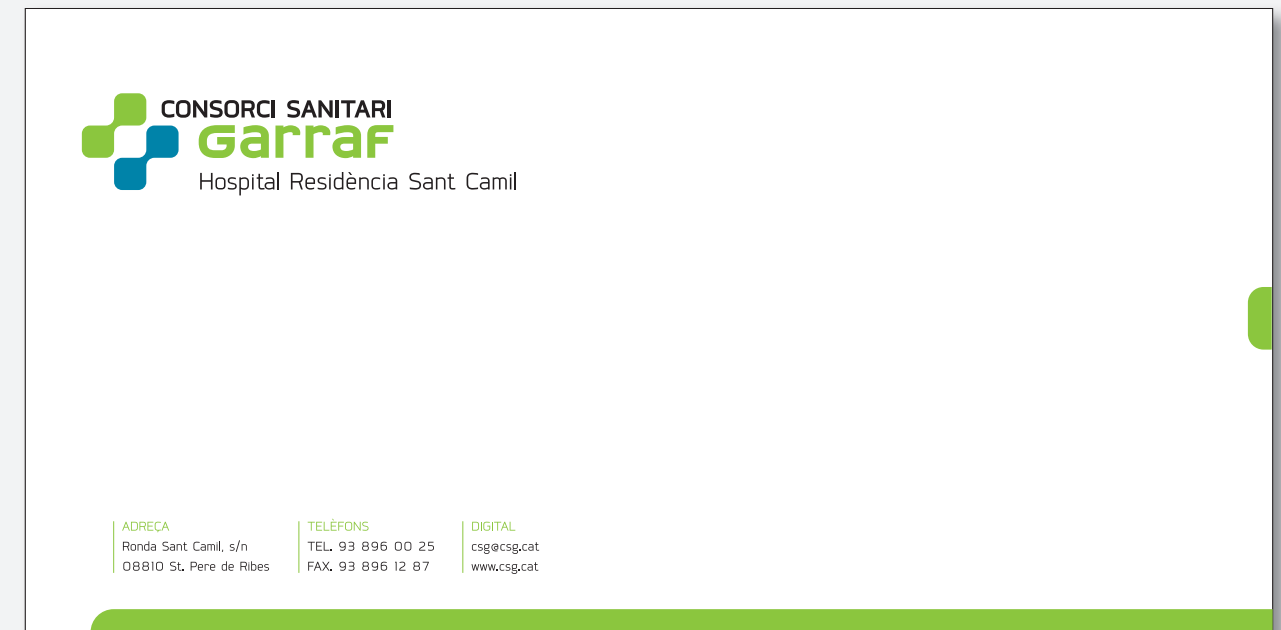 CONSORCI SANITARI
Garraf
Hospital Residència Sant Camil
ADREÇA
Ronda Sant Camil, s/n
08810 St. Pere de Ribes
TELÈFONS
TEL. 93 896 00 25
FAX. 93 896 12 87
DIGITAL
csg@csg.cat
www.csg.cat